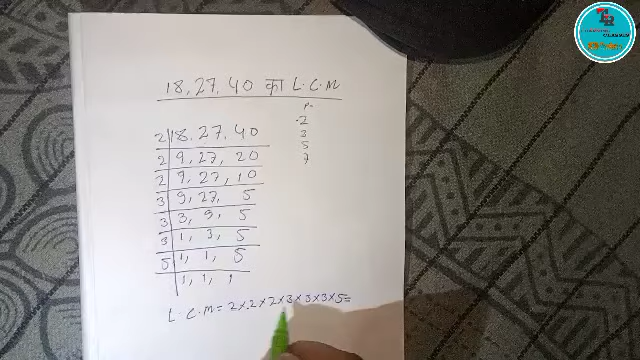 18, 27, 40 का L.C.M
P-
2
3
5
7
2 | 18, 27, 40
2 | 9, 27, 20
2 | 9, 27, 10
3 | 9, 27, 5
3 | 3, 9, 5
3 | 1, 3, 5
5 | 1, 1, 5
1, 1, 1
L.C.M = 2×2×2×3×3×3×5=